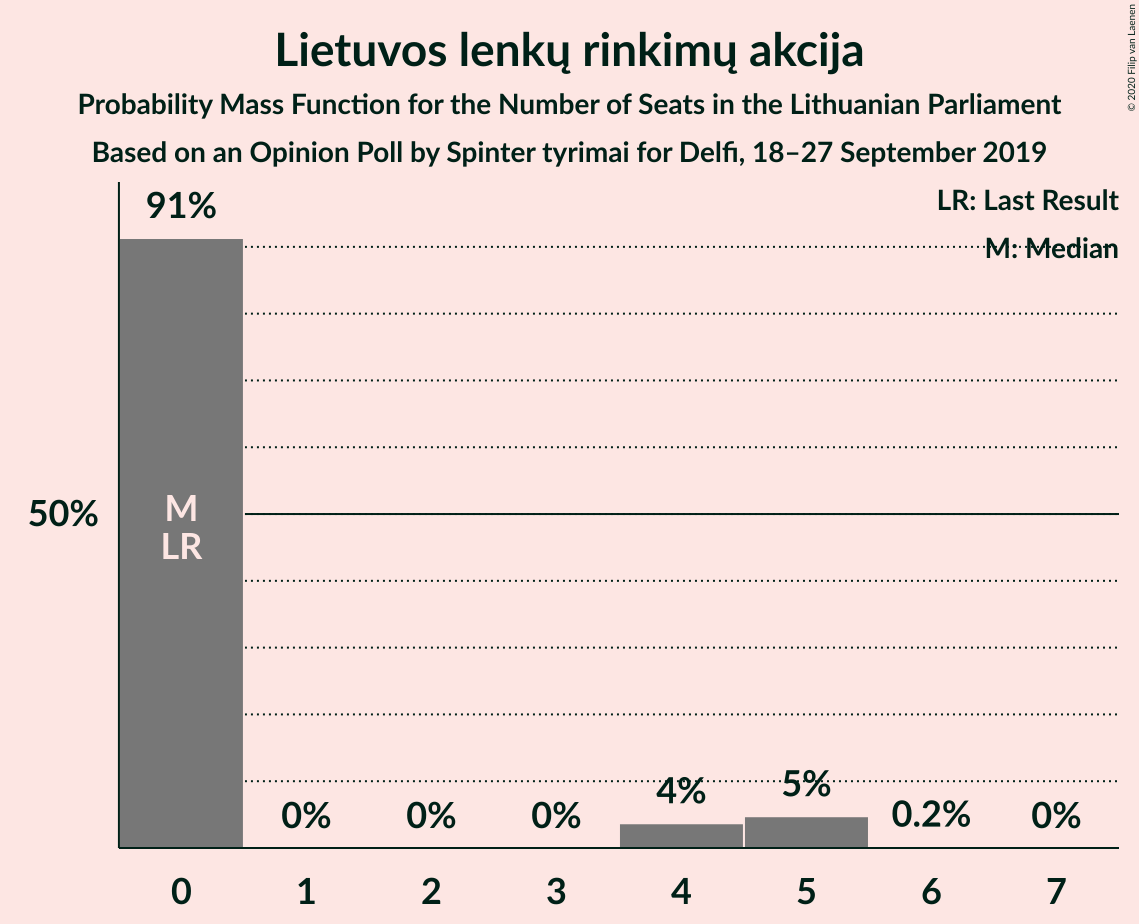 Lietuvos lenkų rinkimų akcija
Probability Mass Function for the Number of Seats in the Lithuanian Parliament
Based on an Opinion Poll by Spinter tyrimai for Delfi, 18–27 September 2019
© 2020 Filip van Laenen
LR: Last Result
M: Median
91%
50%
M
LR
0%
0%
0%
4%
5%
0.2%
0%
0
1
2
3
4
5
6
7